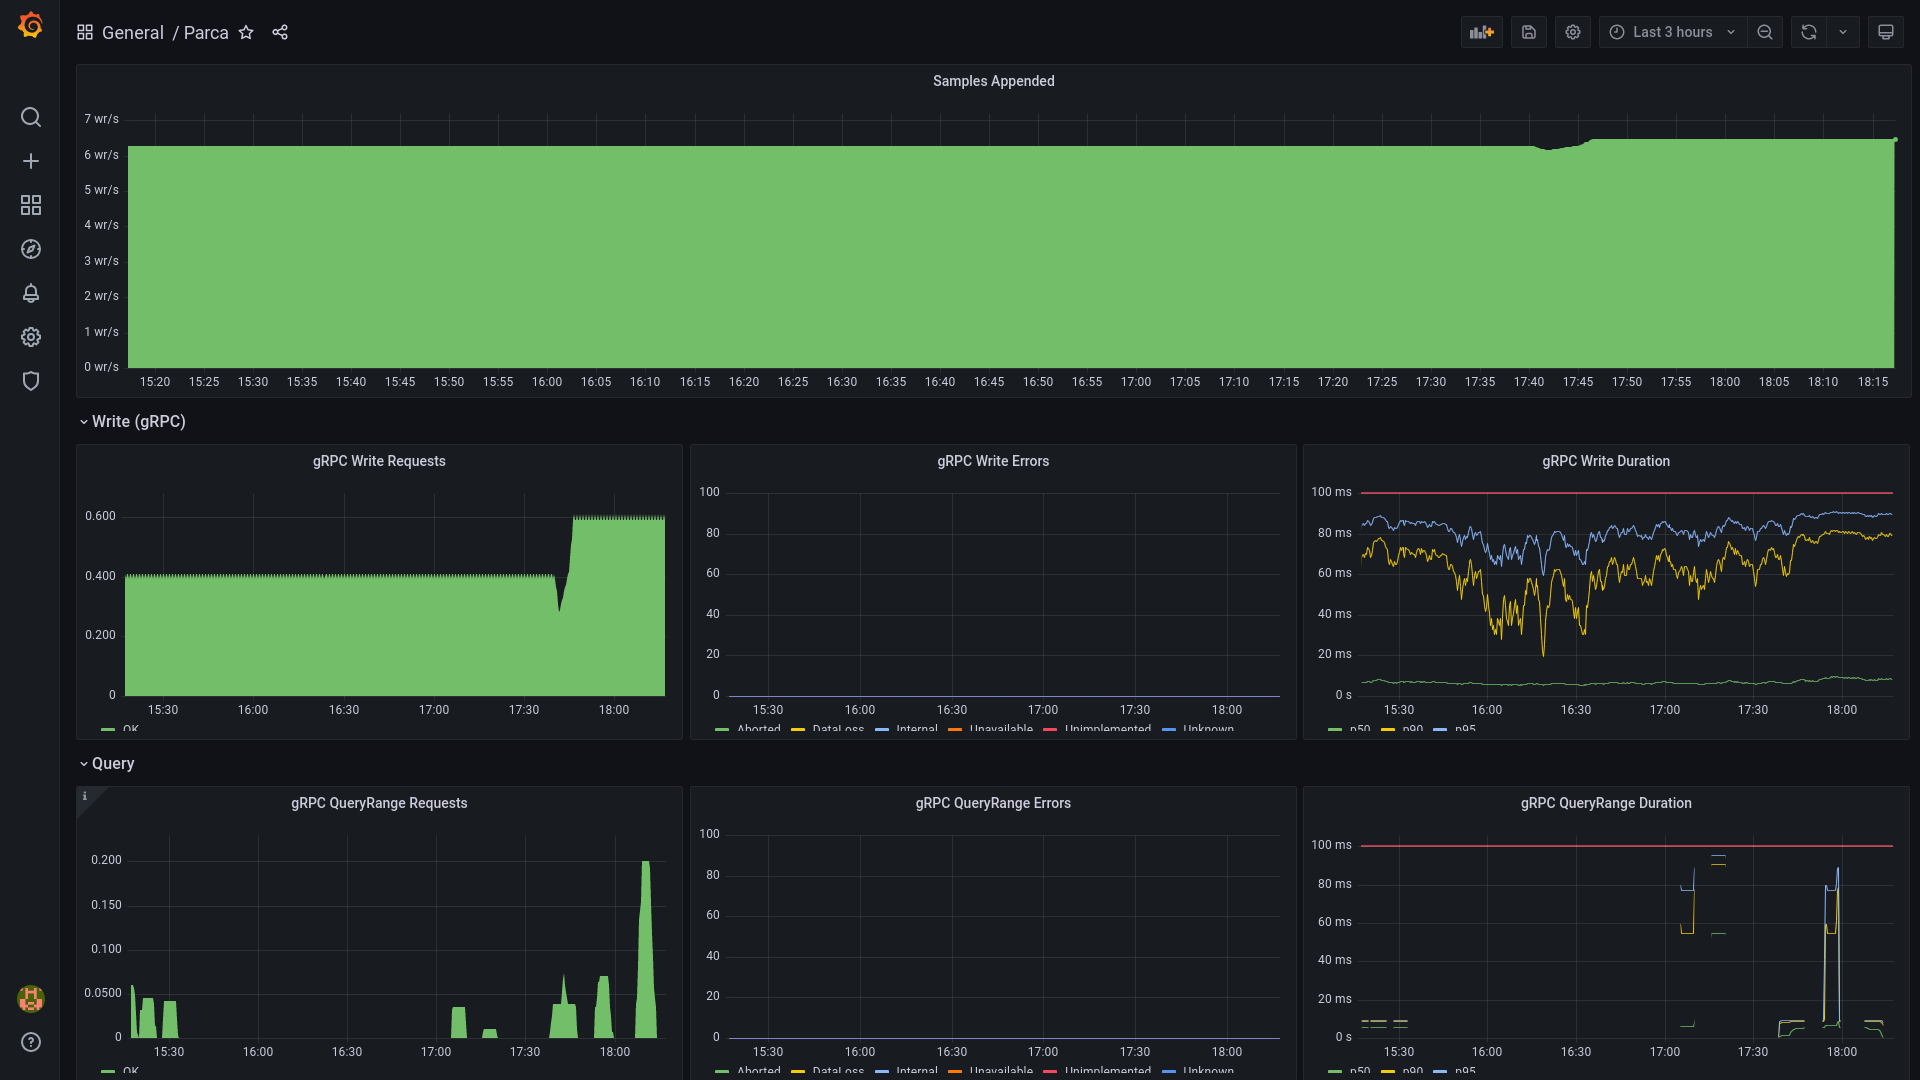 General / Parca
Last 3 hours
Samples Appended
7 wr/s
6 wr/s
5 wr/s
4 wr/s
3 wr/s
2 wr/s
1 wr/s
0 wr/s
15:20 15:25 15:30 15:35 15:40 15:45 15:50 15:55 16:00 16:05 16:10 16:15 16:20 16:25 16:30 16:35 16:40 16:45 16:50 16:55 17:00 17:05 17:10 17:15 17:20 17:25 17:30 17:35 17:40 17:45 17:50 17:55 18:00 18:05 18:10 18:15
Write (gRPC)
gRPC Write Requests
0.600
0.400
0.200
0
15:30 16:00 16:30 17:00 17:30 18:00
OK
gRPC Write Errors
100
80
60
40
20
0
15:30 16:00 16:30 17:00 17:30 18:00
Aborted DataLoss Internal Unavailable Unimplemented Unknown
gRPC Write Duration
100 ms
80 ms
60 ms
40 ms
20 ms
0 s
15:30 16:00 16:30 17:00 17:30 18:00
p50 p90 p95
Query
i
gRPC QueryRange Requests
0.200
0.150
0.100
0.0500
0
15:30 16:00 16:30 17:00 17:30 18:00
OK
gRPC QueryRange Errors
100
80
60
40
20
0
15:30 16:00 16:30 17:00 17:30 18:00
Aborted DataLoss Internal Unavailable Unimplemented Unknown
gRPC QueryRange Duration
100 ms
80 ms
60 ms
40 ms
20 ms
0 s
15:30 16:00 16:30 17:00 17:30 18:00
p50 p90 p95